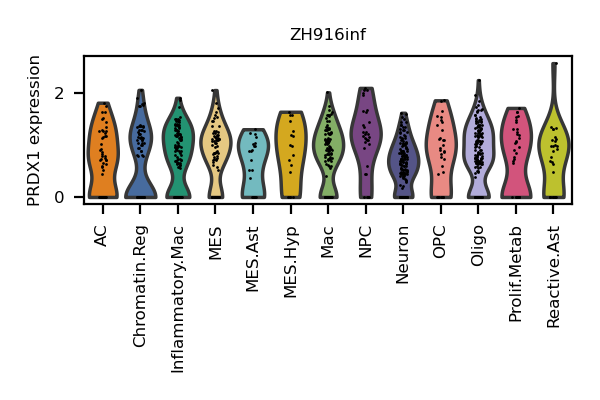 ZH916inf
PRDX1 expression
2
0
AC
Chromatin.Reg
Inflammatory.Mac
MES
MES.Ast
MES.Hyp
Mac
NPC
Neuron
OPC
Oligo
Prolif.Metab
Reactive.Ast